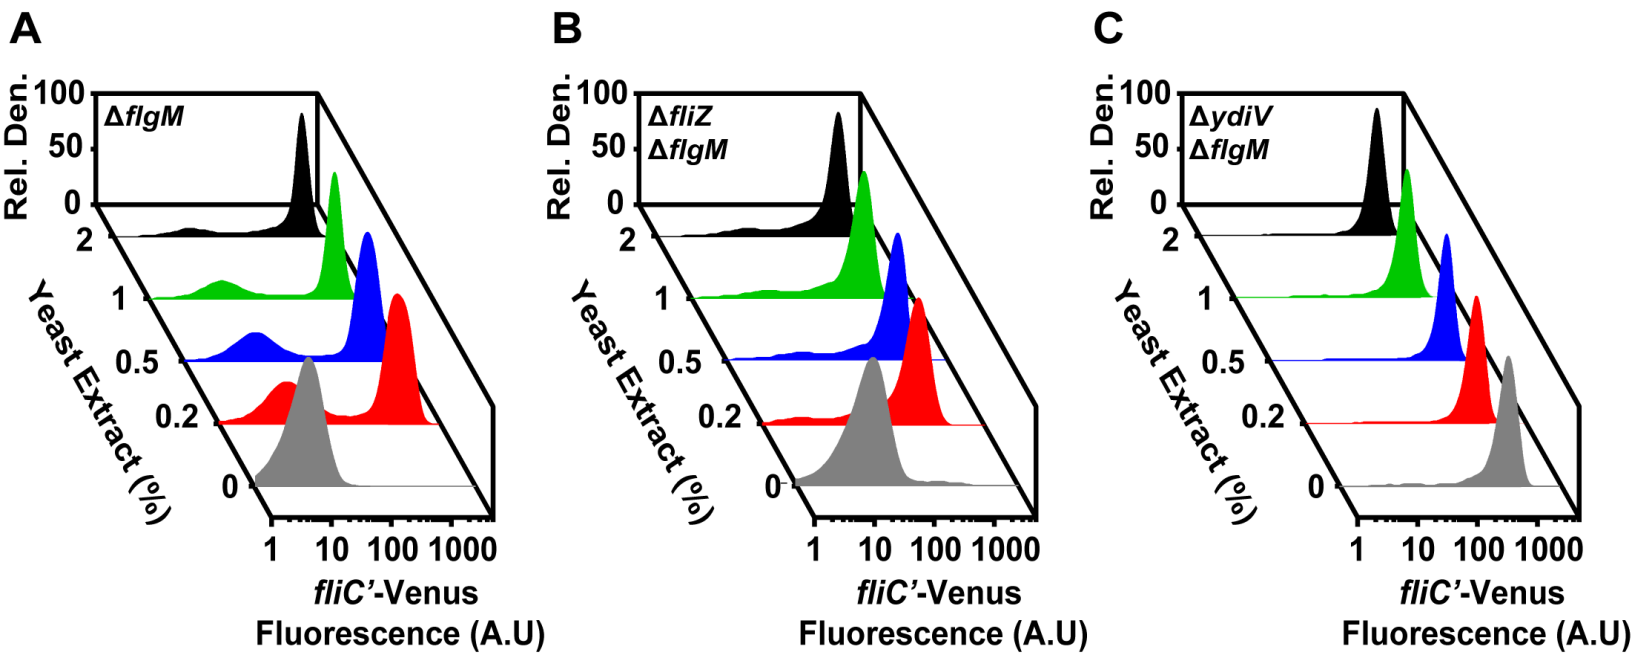 A
Rel. Den.
100
50
0
ΔflgM
2
1
0.5
0.2
0
Yeast Extract (%)
1 10 100 1000
fliC’-Venus
Fluorescence (A.U)
B
Rel. Den.
100
50
0
ΔfliZ
ΔflgM
2
1
0.5
0.2
0
Yeast Extract (%)
1 10 100 1000
fliC’-Venus
Fluorescence (A.U)
C
Rel. Den.
100
50
0
ΔydiV
ΔflgM
2
1
0.5
0.2
0
Yeast Extract (%)
1 10 100 1000
fliC’-Venus
Fluorescence (A.U)